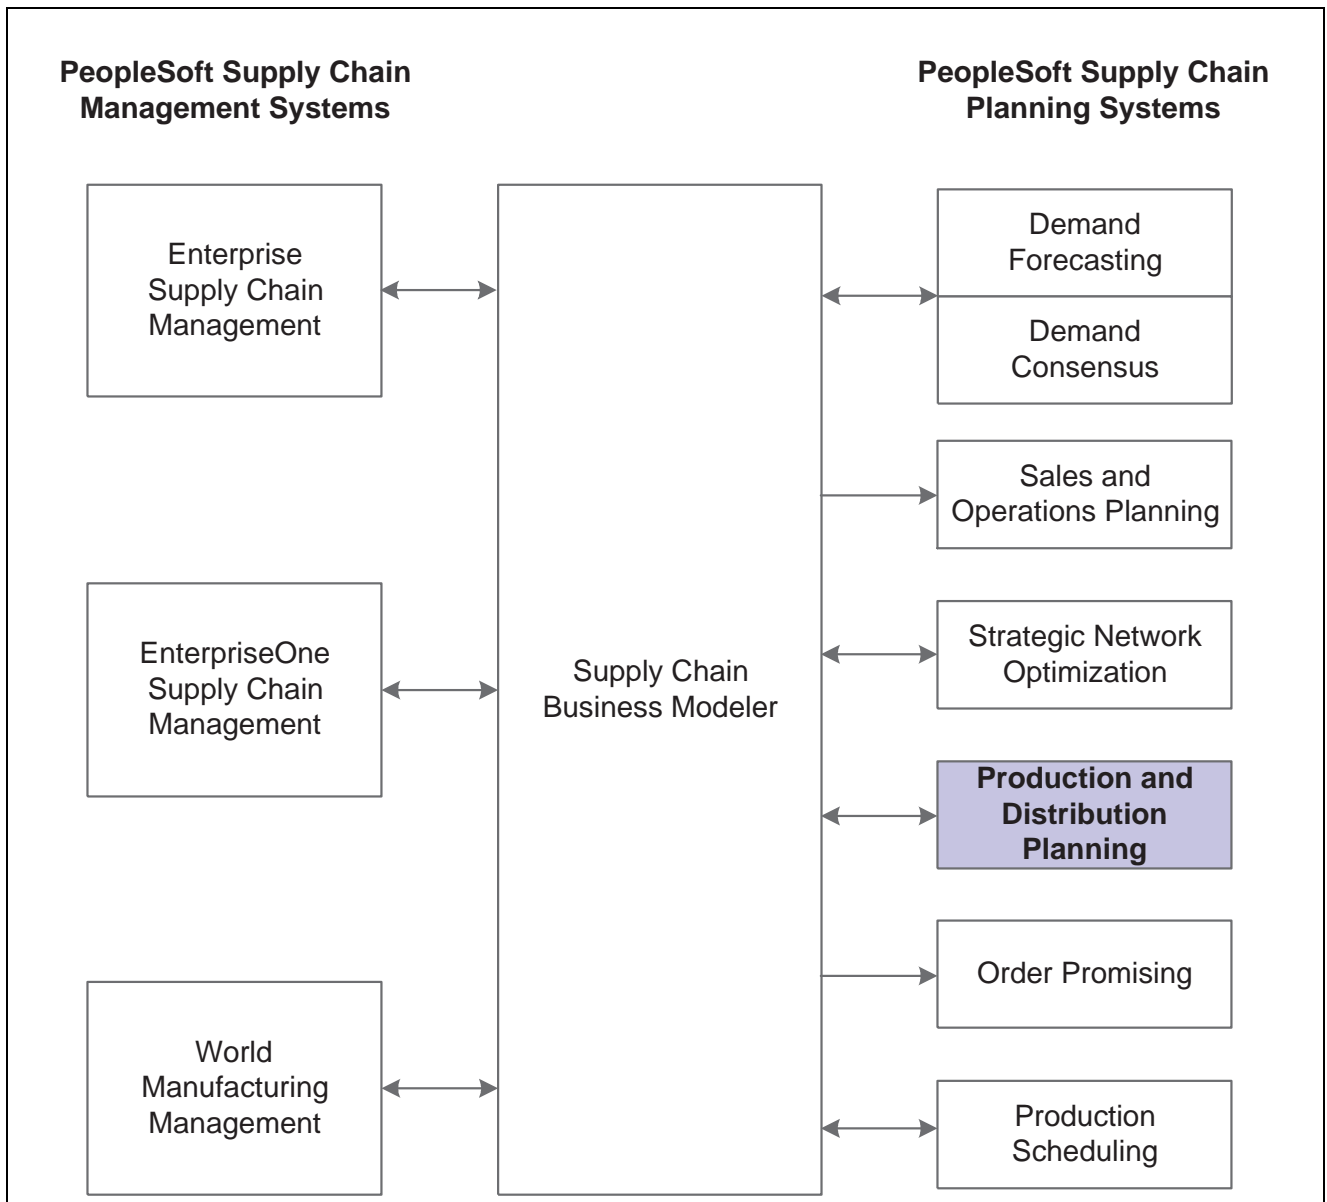 PeopleSoft Supply Chain
Management Systems
PeopleSoft Supply Chain
Planning Systems
Enterprise
Supply Chain
Management
EnterpriseOne
Supply Chain
Management
World
Manufacturing
Management
Supply Chain
Business Modeler
Demand
Forecasting
Demand
Consensus
Sales and
Operations Planning
Strategic Network
Optimization
Production and
Distribution
Planning
Order Promising
Production
Scheduling